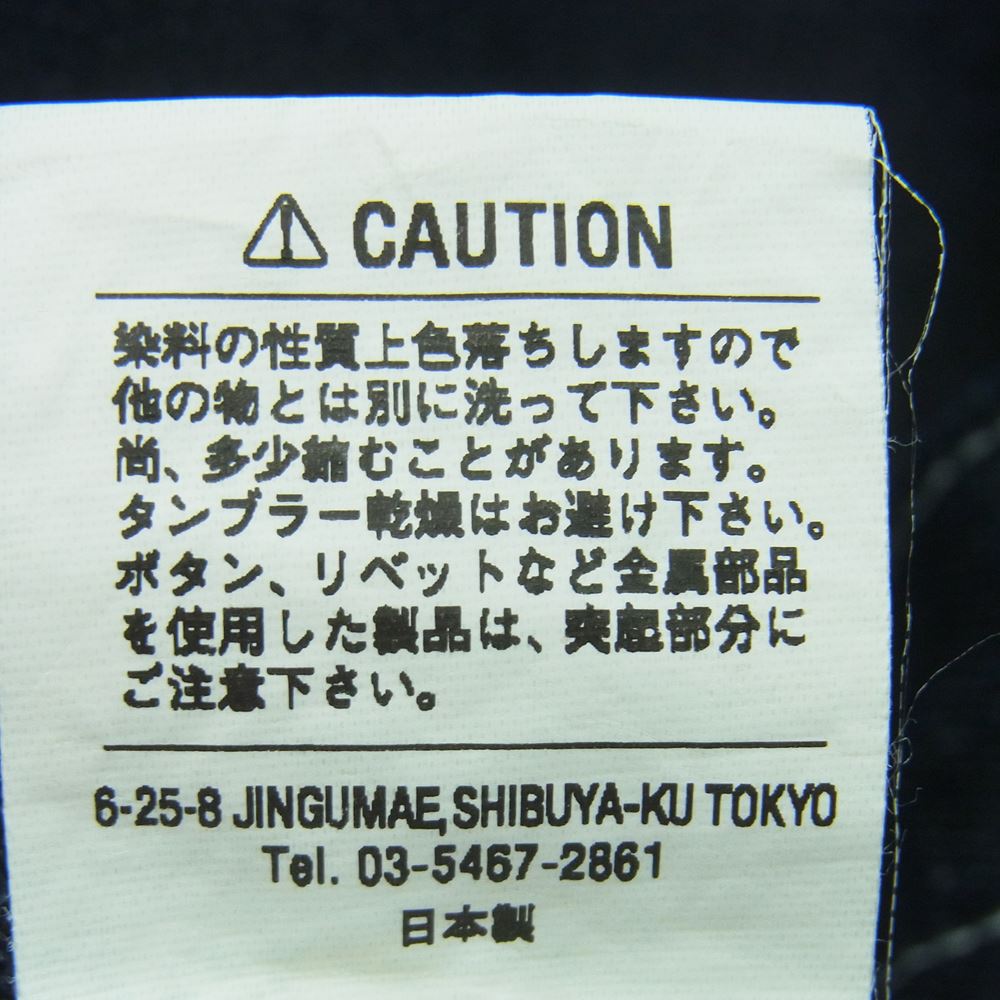 CAUTION
染料の性質上色落ちしますので
他の物とは別に洗って下さい。
尚、多少縮むことがあります。
タンブラー乾燥はお避け下さい。
ボタン、リベットなど金属部品
を使用した製品は、突起部分に
ご注意下さい。
6-25-8 JINGUMAE,SHIBUYA-KU TOKYO
Tel. 03-5467-2861
日本製